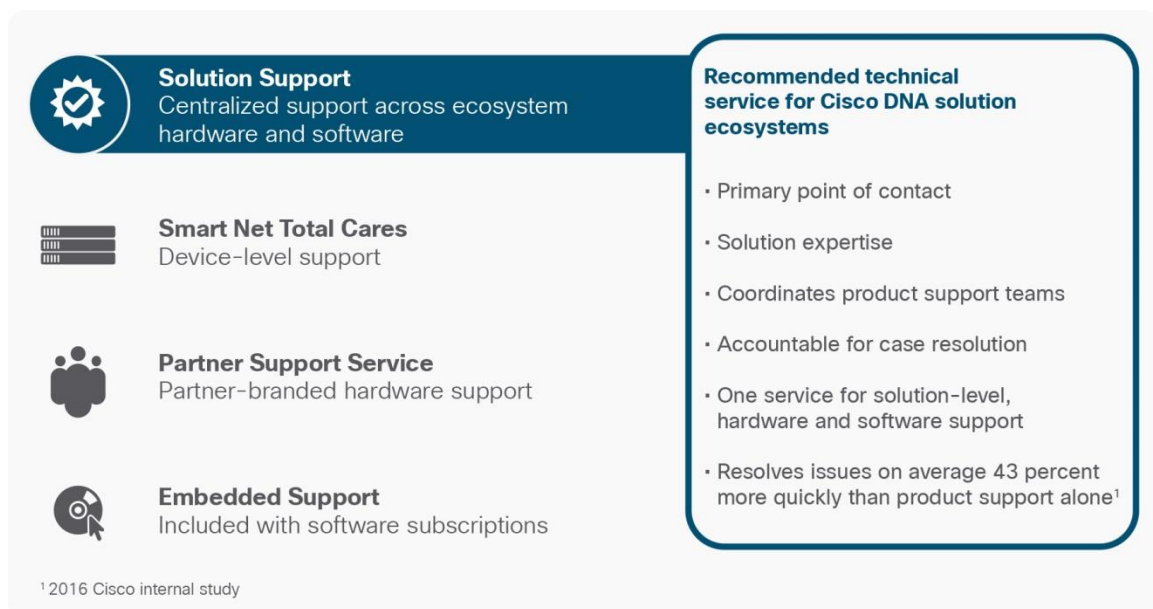 Solution Support
Centralized support across ecosystem
hardware and software
Smart Net Total Cares
Device-level support
Partner Support Service
Partner-branded hardware support
Embedded Support
Included with software subscriptions
Recommended technical
service for Cisco DNA solution
ecosystems
· Primary point of contact
· Solution expertise
· Coordinates product support teams
· Accountable for case resolution
· One service for solution-level,
hardware and software support
· Resolves issues on average 43 percent
more quickly than product support alone¹
¹ 2016 Cisco internal study